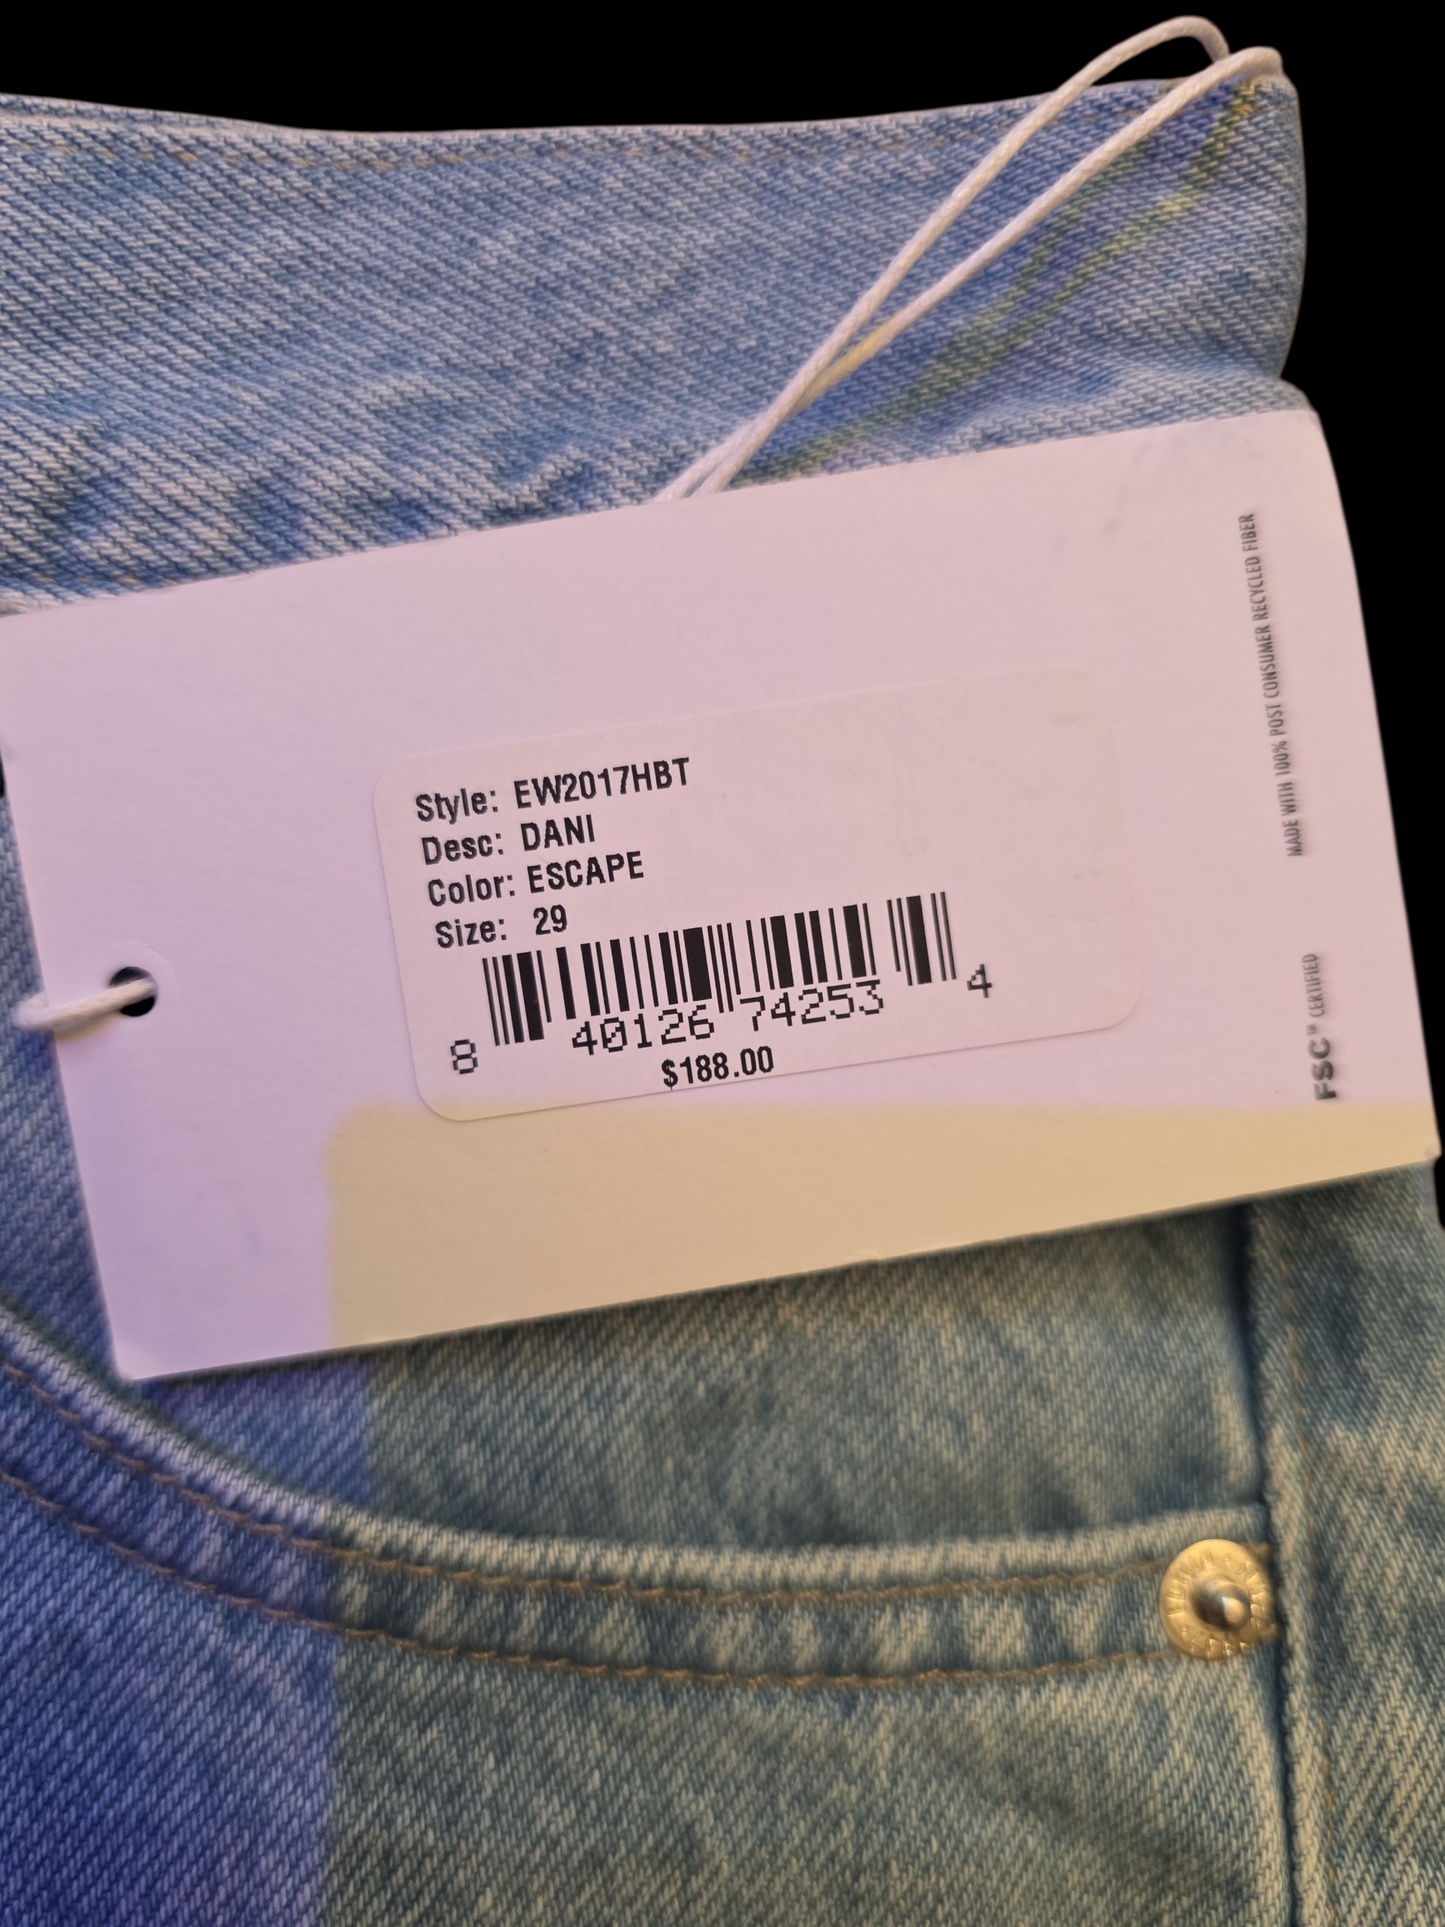 Style: EW2017HBT
Desc: DANI
Color: ESCAPE
Size: 29
8 40126 74253 4
$188.00
MADE WITH 100% POST CONSUMER RECYCLED FIBER
FSC™ CERTIFIED